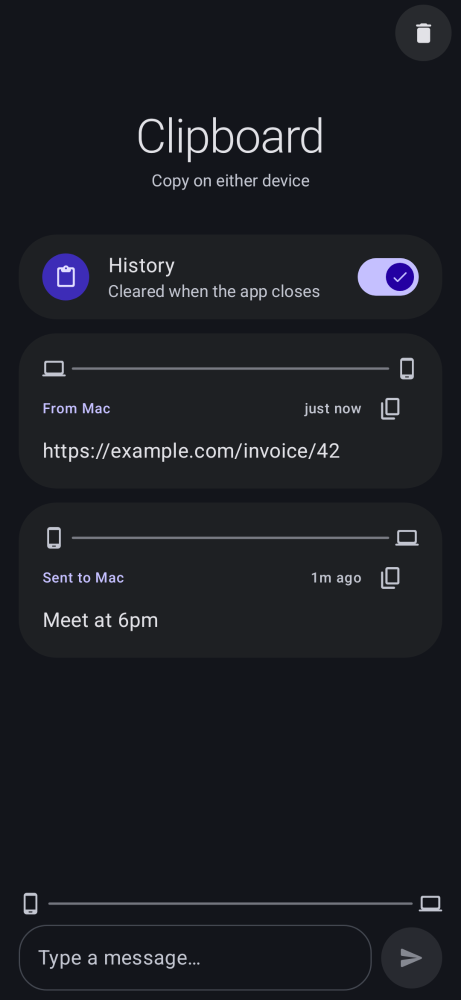 Clipboard
Copy on either device
History
Cleared when the app closes
From Mac just now
https://example.com/invoice/42
Sent to Mac 1m ago
Meet at 6pm
Type a message…